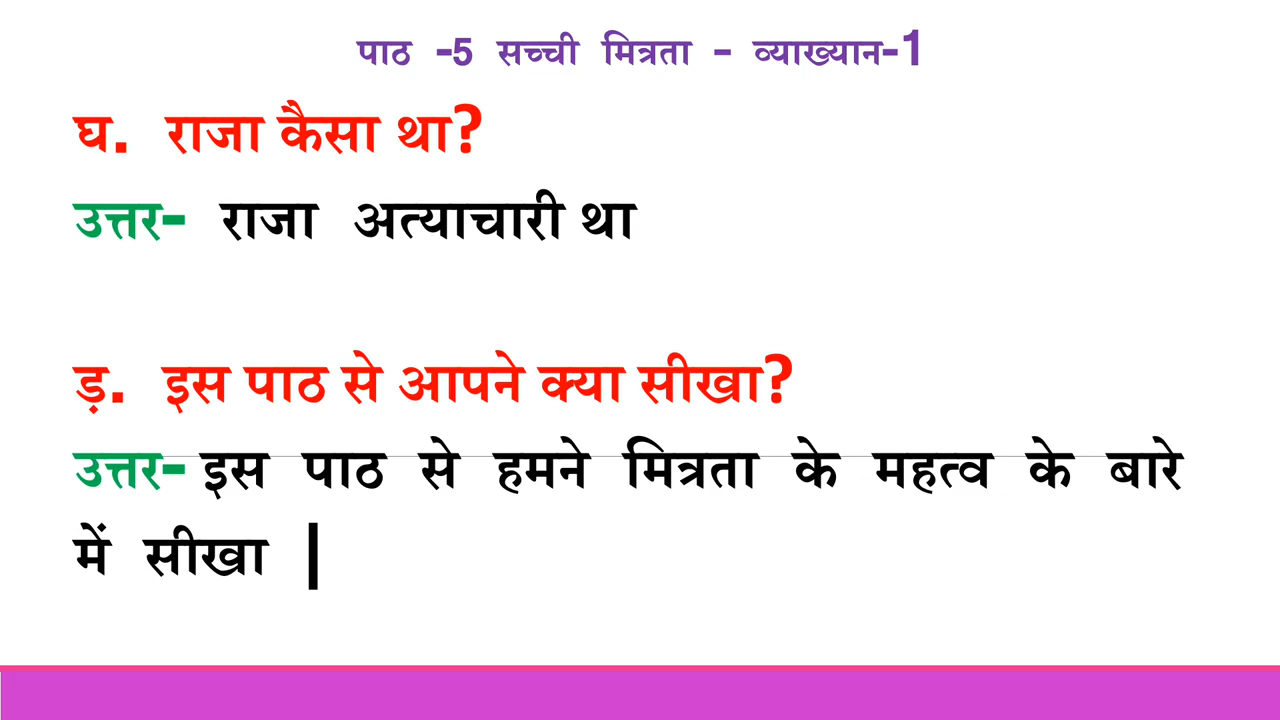 पाठ -5 सच्ची मित्रता - व्याख्यान-1
घ. राजा कैसा था?
उत्तर- राजा अत्याचारी था
ड़. इस पाठ से आपने क्या सीखा?
उत्तर- इस पाठ से हमने मित्रता के महत्व के बारे
में सीखा |